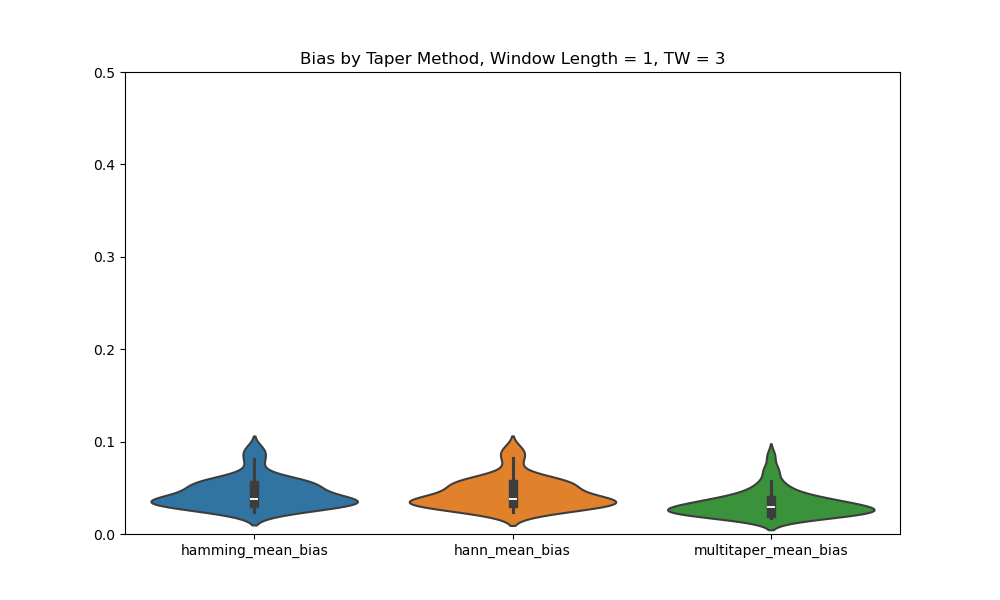 Bias by Taper Method, Window Length = 1, TW = 3
0.5
0.4
0.3
0.2
0.1
0.0
hamming_mean_bias
hann_mean_bias
multitaper_mean_bias